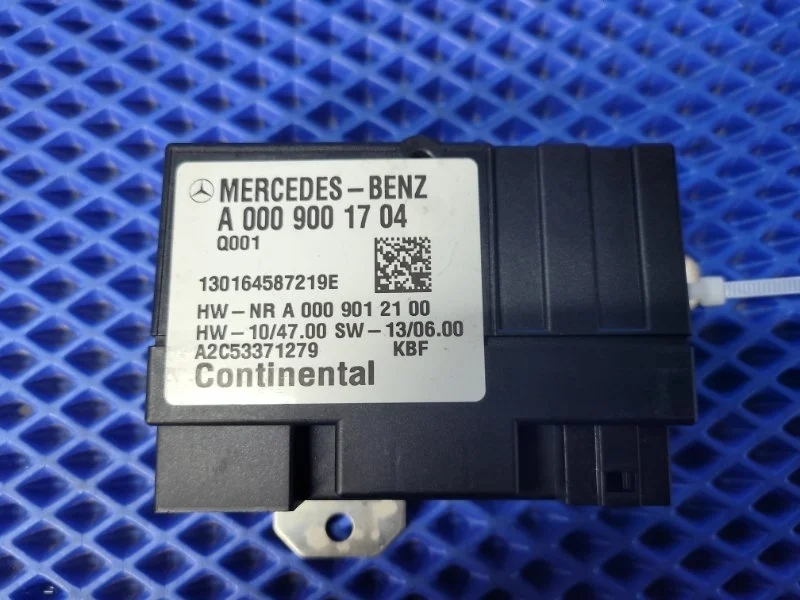 MERCEDES-BENZ
A 000 900 17 04
Q001
130164587219E
HW-NR A 000 901 21 00
HW-10/47.00 SW-13/06.00
A2C53371279 KBF
Continental